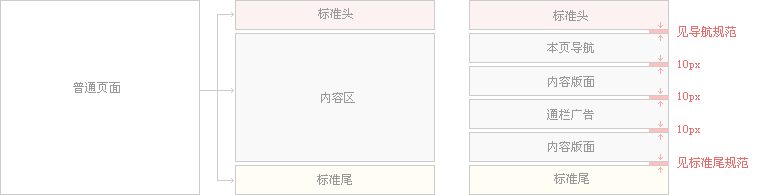 普通页面
标准头
内容区
标准尾
标准头
见导航规范
本页导航
10px
内容版面
10px
通栏广告
10px
内容版面
见标准尾规范
标准尾